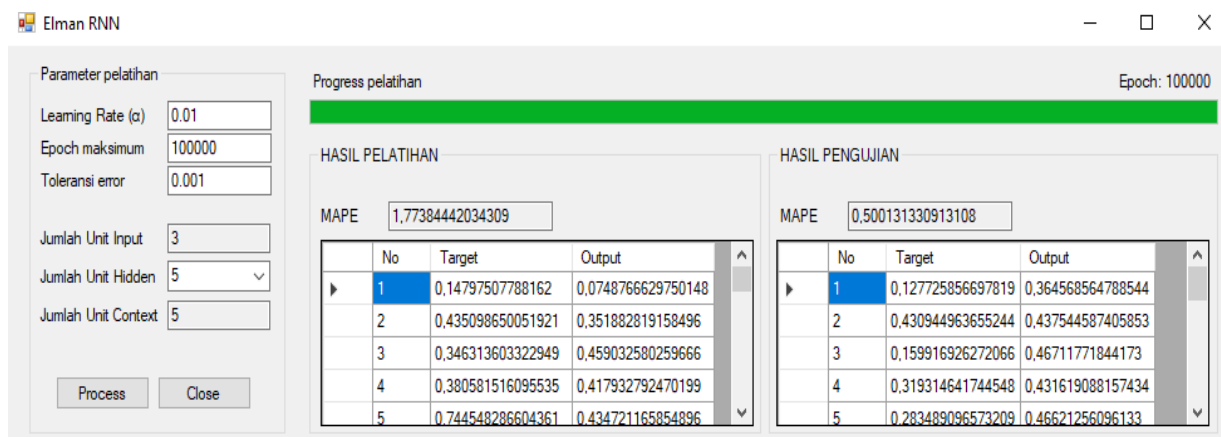 Elman RNN
Parameter pelatihan
Learning Rate (α) 0.01
Epoch maksimum 100000
Toleransi error 0.001
Jumlah Unit Input 3
Jumlah Unit Hidden 5
Jumlah Unit Context 5
Process Close
Progress pelatihan Epoch: 100000
HASIL PELATIHAN
MAPE 1,77384442034309
No Target Output
1 0,14797507788162 0,0748766629750148
2 0,435098650051921 0,351882819158496
3 0,346313603322949 0,459032580259666
4 0,380581516095535 0,417932792470199
5 0,744548286604361 0,434721165854896
HASIL PENGUJIAN
MAPE 0,500131330913108
No Target Output
1 0,127725856697819 0,364568564788544
2 0,430944963655244 0,437544587405853
3 0,159916926272066 0,46711771844173
4 0,319314641744548 0,431619088157434
5 0,283489096573209 0,46621256096133